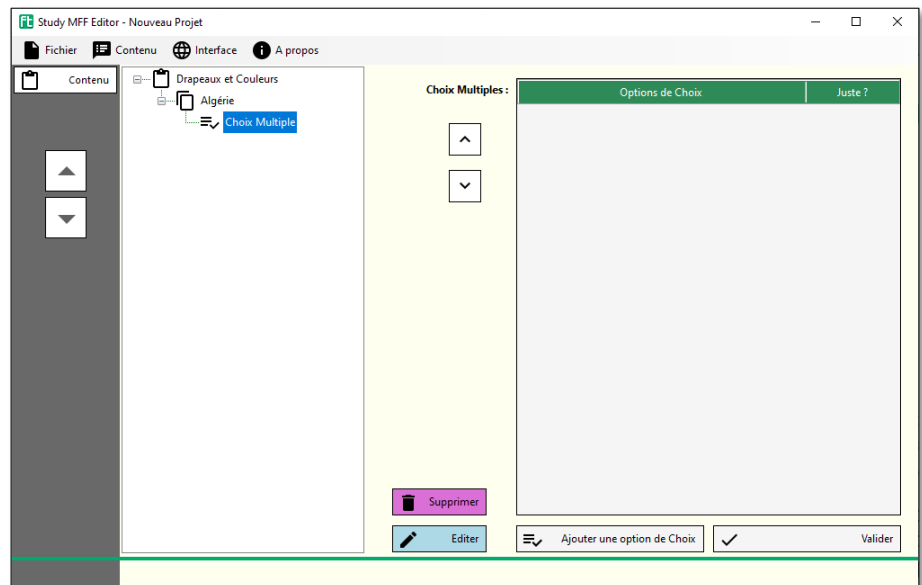 ft Study MFF Editor - Nouveau Projet
Fichier Contenu Interface A propos
Contenu
Drapeaux et Couleurs
Algérie
Choix Multiple
Choix Multiples :
Options de Choix Juste ?
Supprimer
Editer
Ajouter une option de Choix
Valider